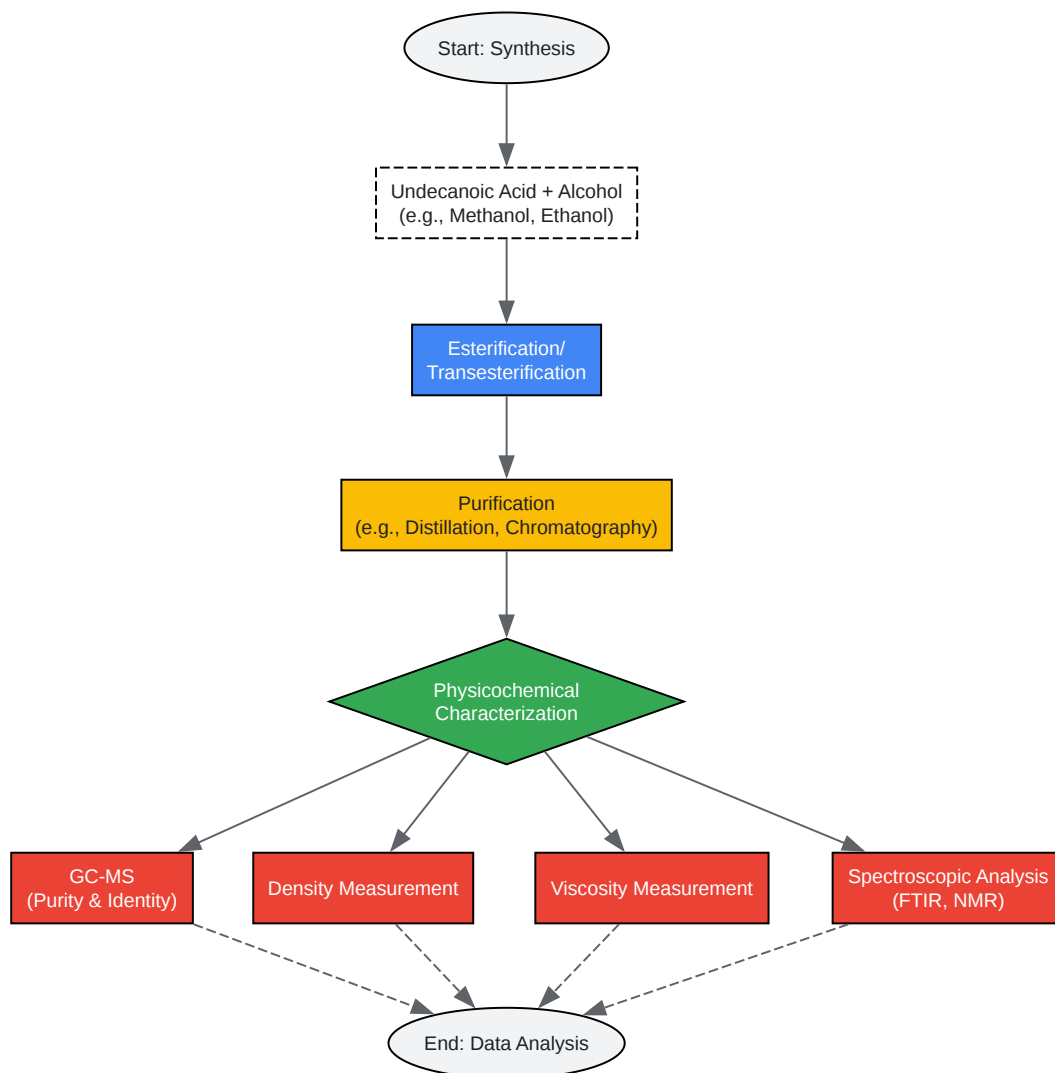 Start: Synthesis
Undecanoic Acid + Alcohol
(e.g., Methanol, Ethanol)
Esterification/
Transesterification
Purification
(e.g., Distillation, Chromatography)
Physicochemical
Characterization
GC-MS
(Purity & Identity)
Density Measurement
Viscosity Measurement
Spectroscopic Analysis
(FTIR, NMR)
End: Data Analysis